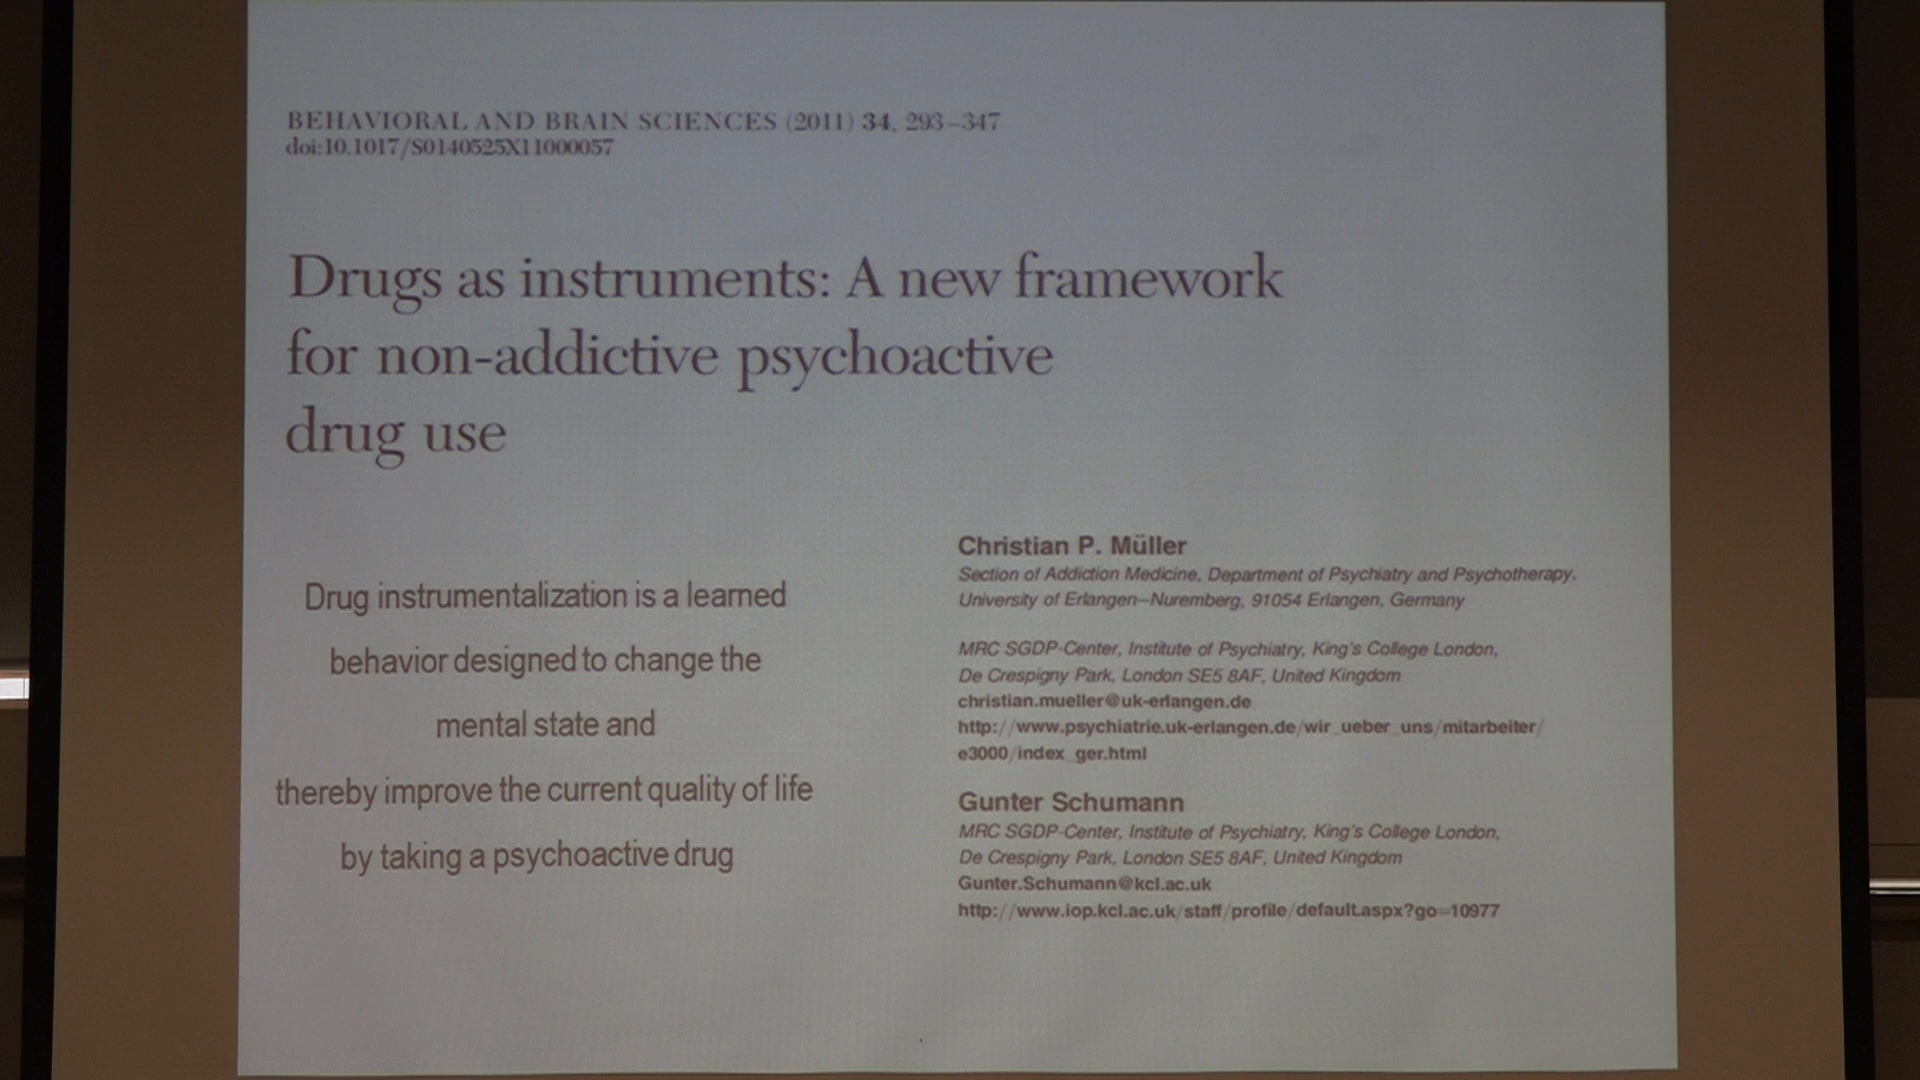 BEHAVIORAL AND BRAIN SCIENCES (2011) 34, 293–347
doi:10.1017/S0140525X11000057
Drugs as instruments: A new framework
for non-addictive psychoactive
drug use
Drug instrumentalization is a learned
behavior designed to change the
mental state and
thereby improve the current quality of life
by taking a psychoactive drug
Christian P. Müller
Section of Addiction Medicine, Department of Psychiatry and Psychotherapy,
University of Erlangen–Nuremberg, 91054 Erlangen, Germany
MRC SGDP-Center, Institute of Psychiatry, King's College London,
De Crespigny Park, London SE5 8AF, United Kingdom
christian.mueller@uk-erlangen.de
http://www.psychiatrie.uk-erlangen.de/wir_ueber_uns/mitarbeiter/
e3000/index_ger.html
Gunter Schumann
MRC SGDP-Center, Institute of Psychiatry, King's College London,
De Crespigny Park, London SE5 8AF, United Kingdom
Gunter.Schumann@kcl.ac.uk
http://www.iop.kcl.ac.uk/staff/profile/default.aspx?go=10977